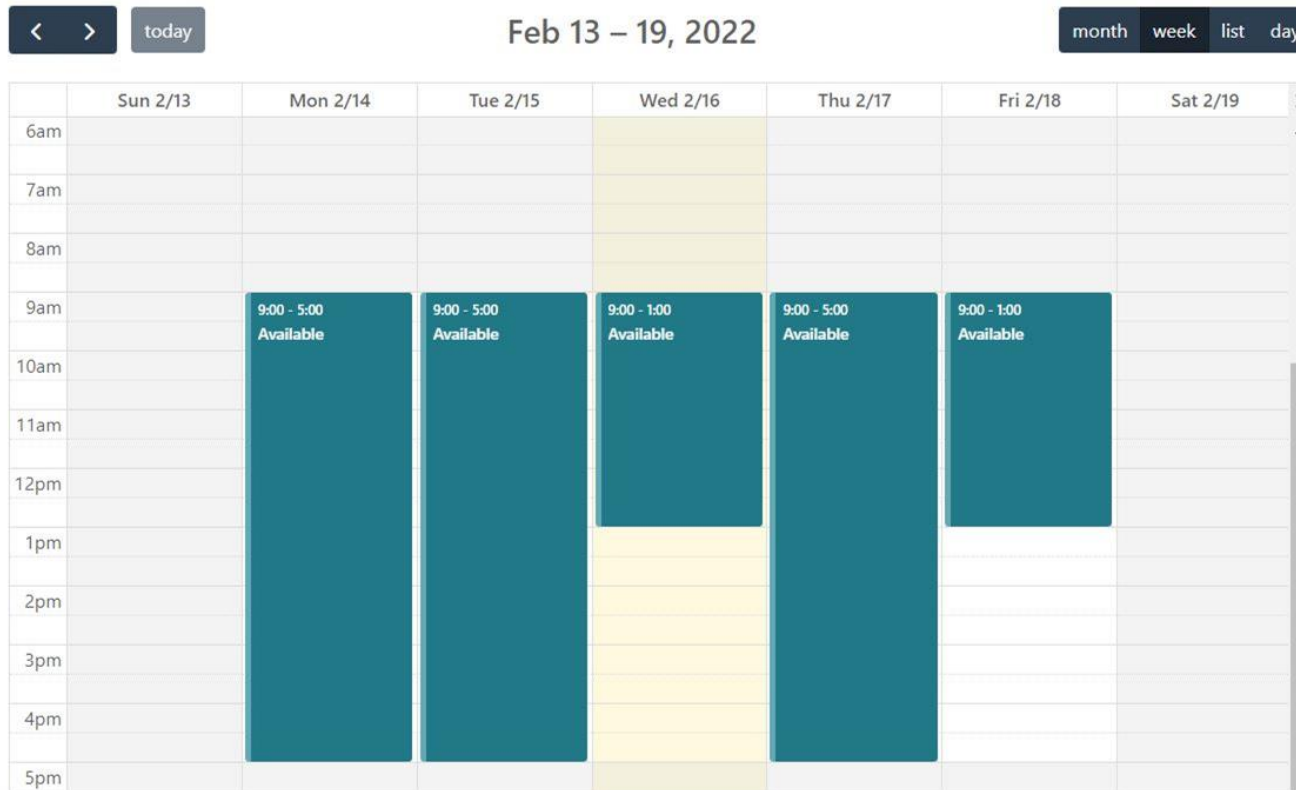 today
Feb 13 – 19, 2022
month week list day
Sun 2/13 Mon 2/14 Tue 2/15 Wed 2/16 Thu 2/17 Fri 2/18 Sat 2/19
6am
7am
8am
9am
9:00 - 5:00 9:00 - 5:00 9:00 - 1:00 9:00 - 5:00 9:00 - 1:00
Available Available Available Available Available
10am
11am
12pm
1pm
2pm
3pm
4pm
5pm